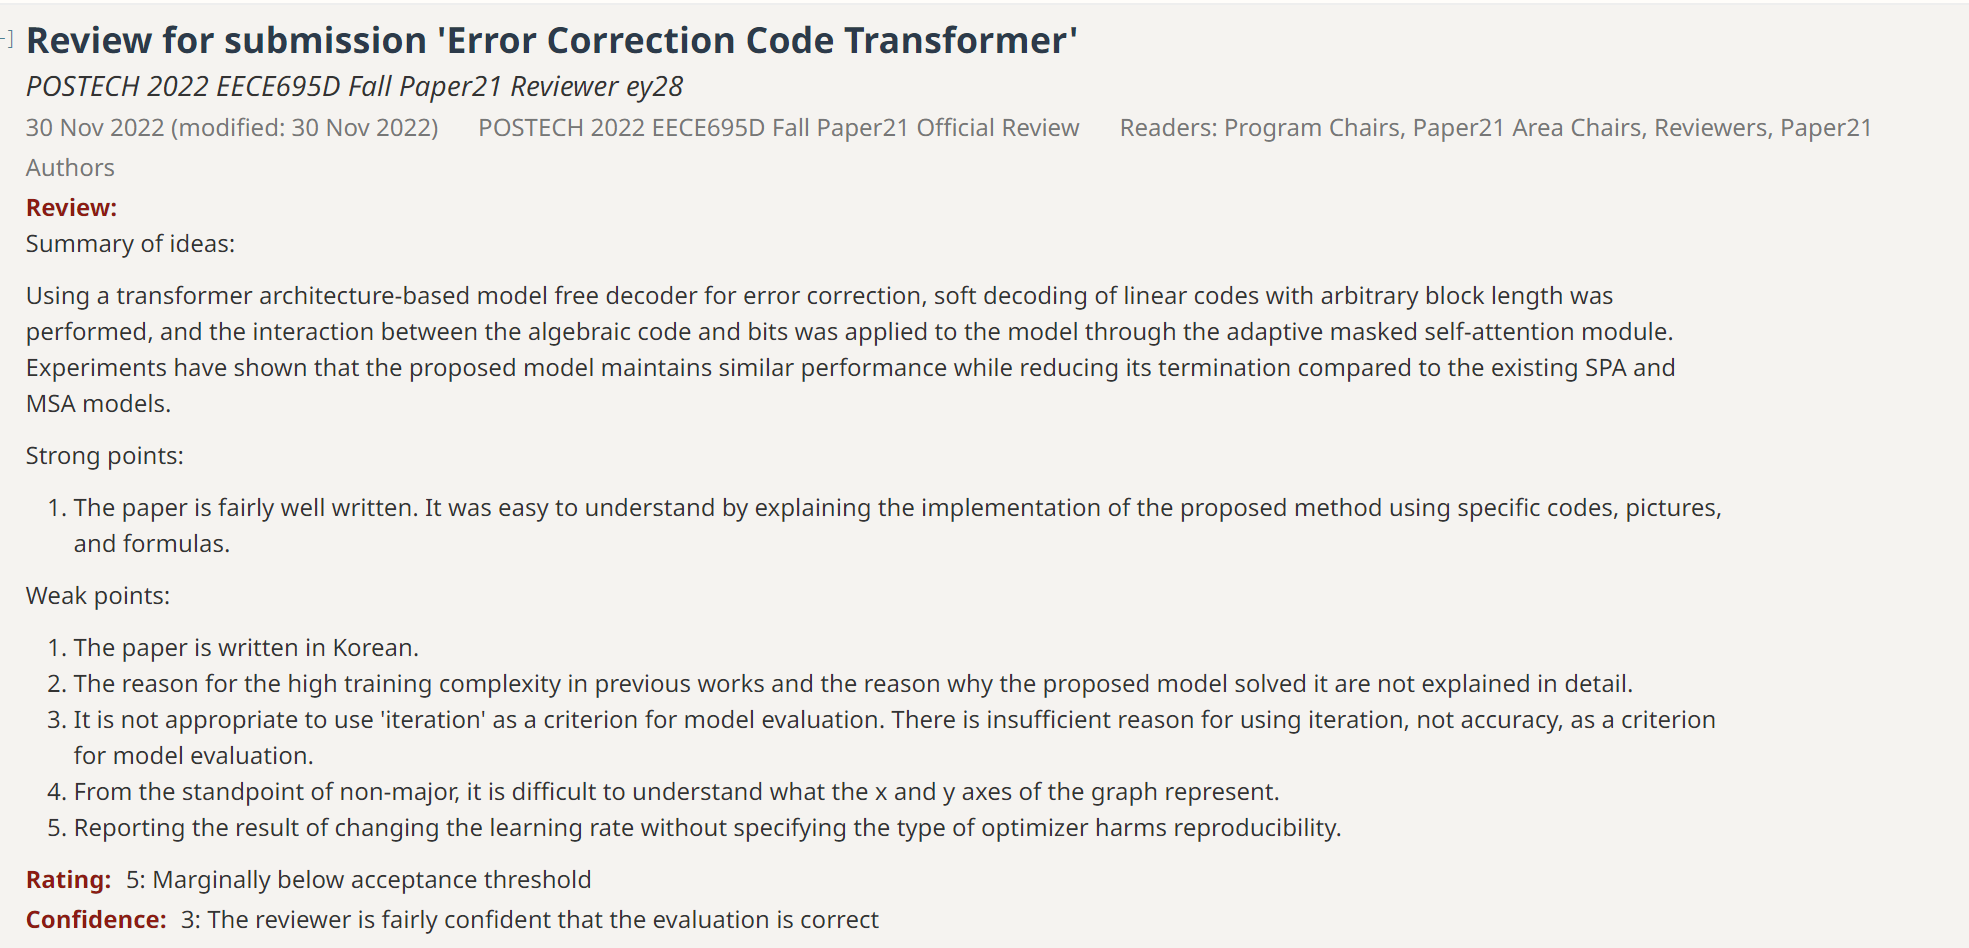 -]
Review for submission 'Error Correction Code Transformer'
POSTECH 2022 EECE695D Fall Paper21 Reviewer ey28
30 Nov 2022 (modified: 30 Nov 2022) POSTECH 2022 EECE695D Fall Paper21 Official Review Readers: Program Chairs, Paper21 Area Chairs, Reviewers, Paper21
Authors
Review:
Summary of ideas:
Using a transformer architecture-based model free decoder for error correction, soft decoding of linear codes with arbitrary block length was
performed, and the interaction between the algebraic code and bits was applied to the model through the adaptive masked self-attention module.
Experiments have shown that the proposed model maintains similar performance while reducing its termination compared to the existing SPA and
MSA models.
Strong points:
1. The paper is fairly well written. It was easy to understand by explaining the implementation of the proposed method using specific codes, pictures,
and formulas.
Weak points:
1. The paper is written in Korean.
2. The reason for the high training complexity in previous works and the reason why the proposed model solved it are not explained in detail.
3. It is not appropriate to use 'iteration' as a criterion for model evaluation. There is insufficient reason for using iteration, not accuracy, as a criterion
for model evaluation.
4. From the standpoint of non-major, it is difficult to understand what the x and y axes of the graph represent.
5. Reporting the result of changing the learning rate without specifying the type of optimizer harms reproducibility.
Rating: 5: Marginally below acceptance threshold
Confidence: 3: The reviewer is fairly confident that the evaluation is correct